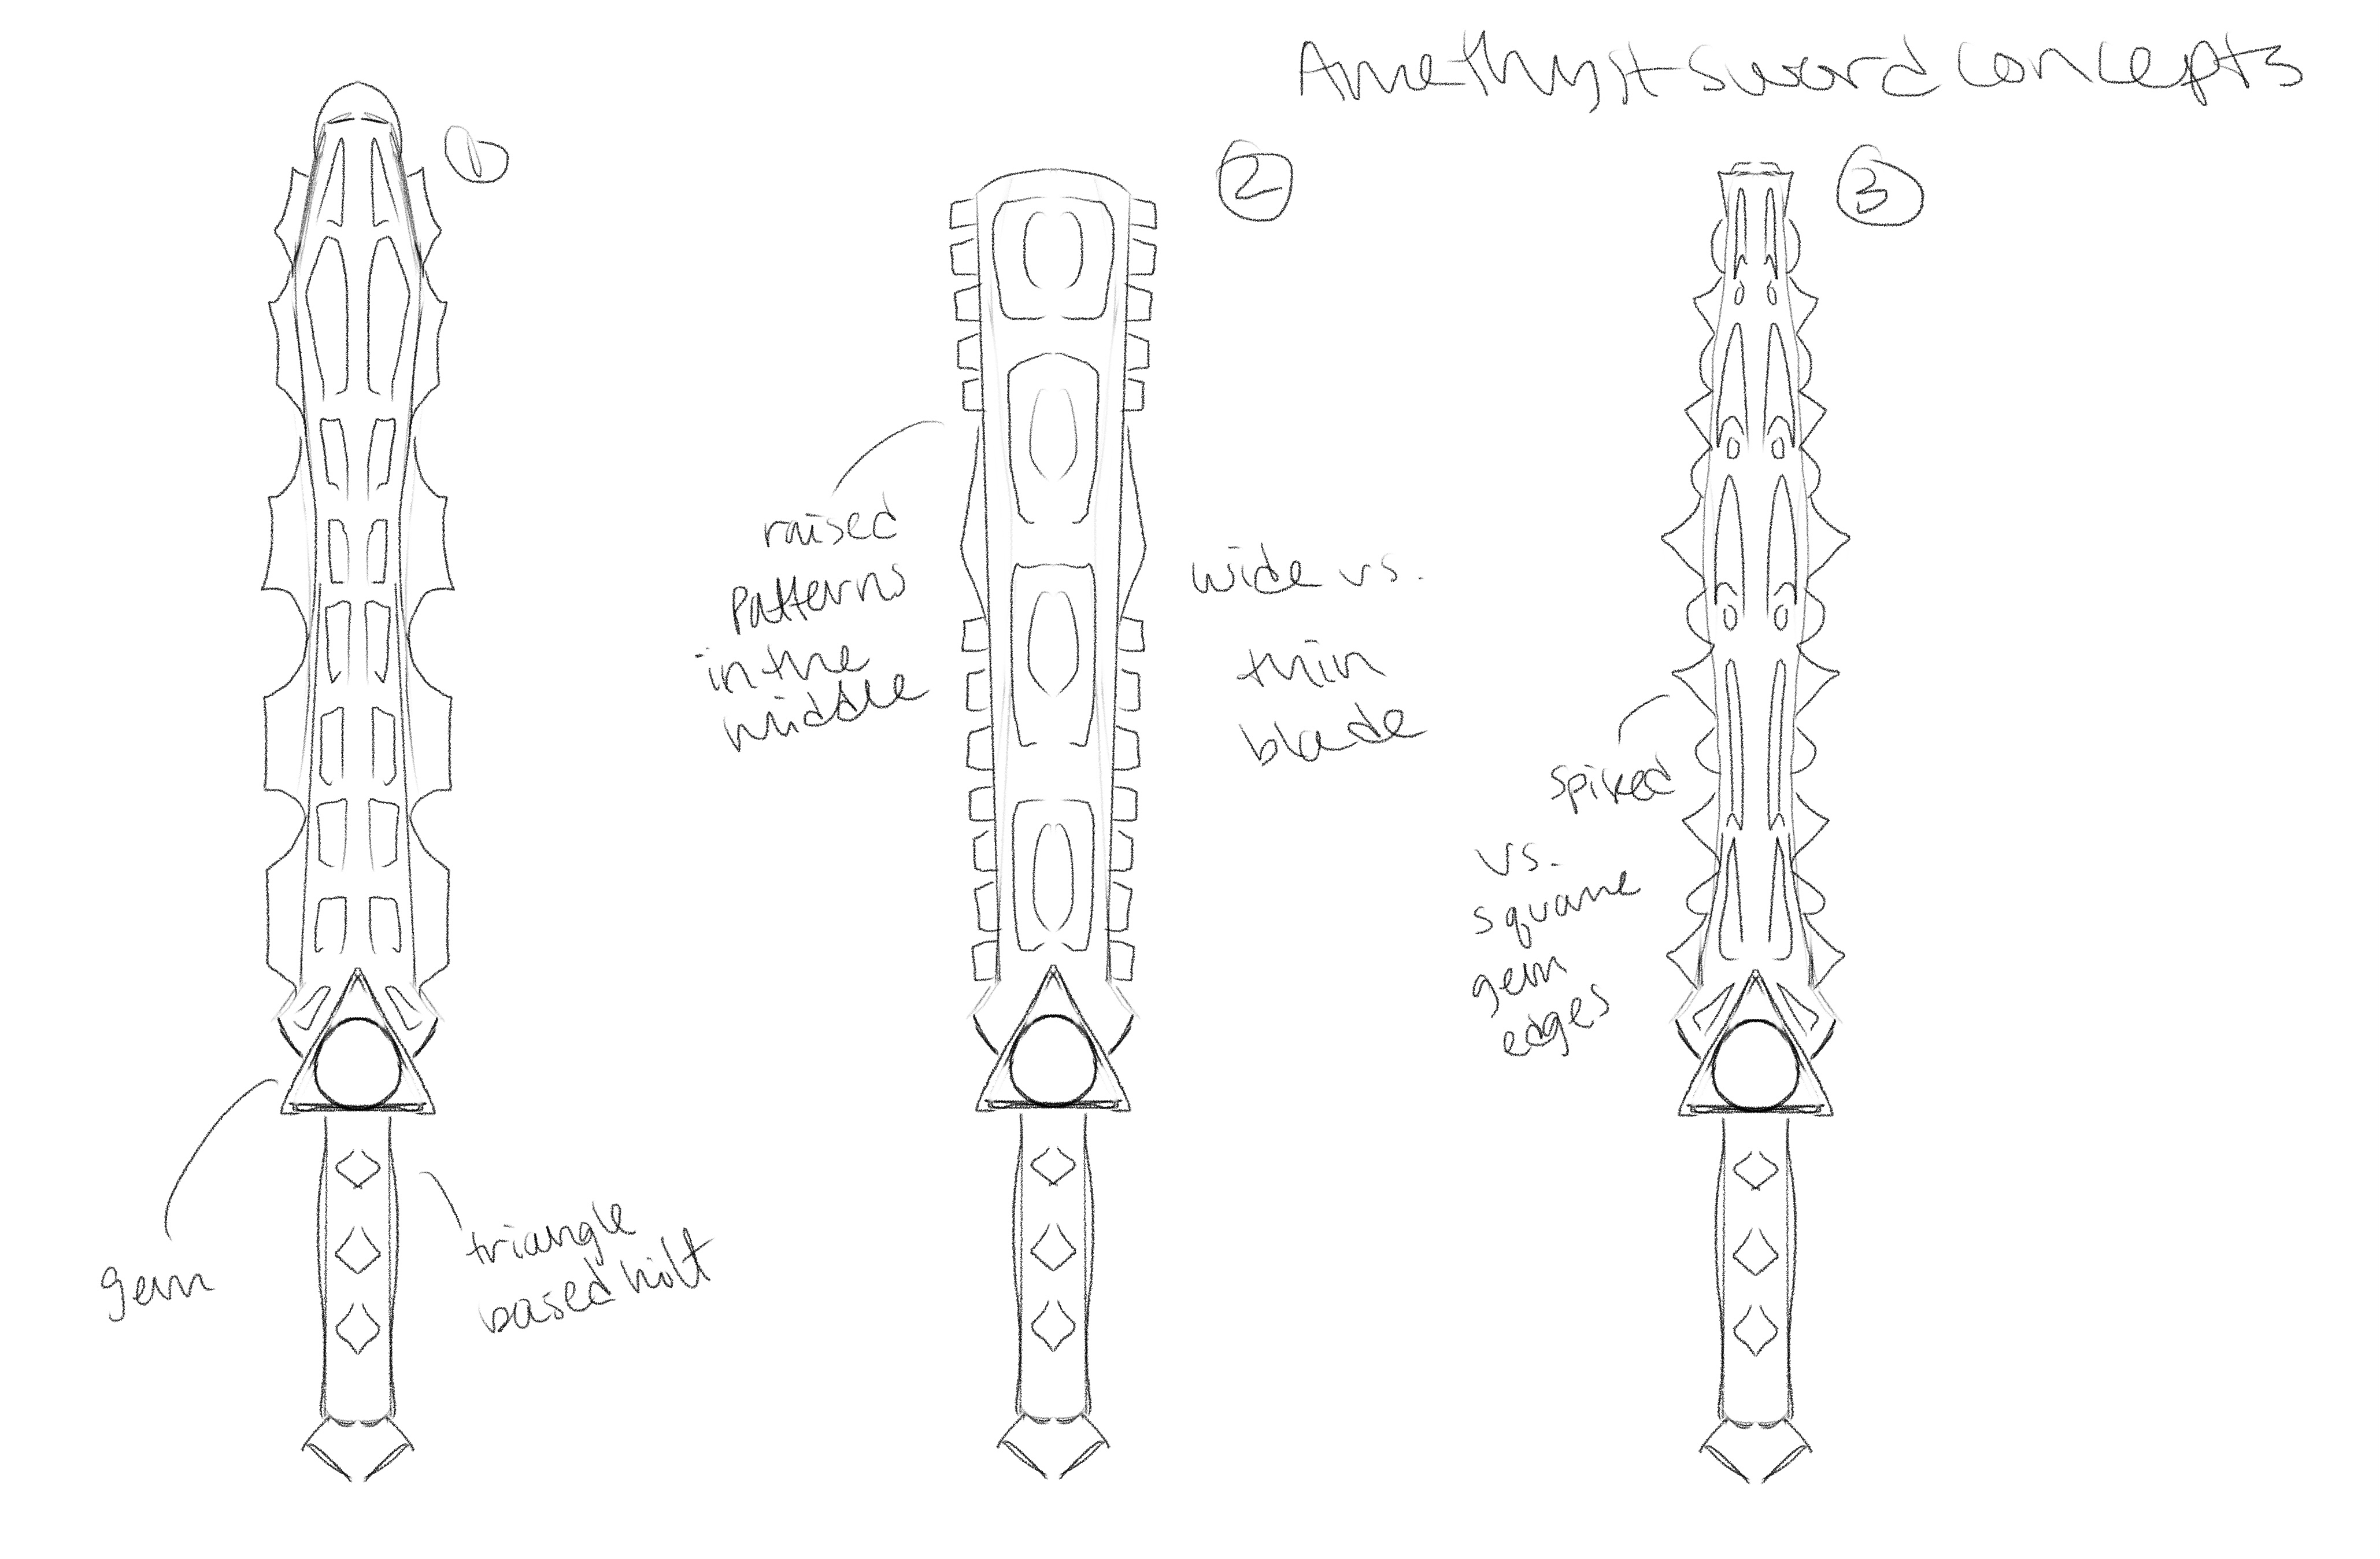 Amethyst sword concepts
1
2
3
raised
patterns
in the
middle
wide vs.
thin
blade
spiked
vs.
square
gem
edges
gem
triangle
based hilt